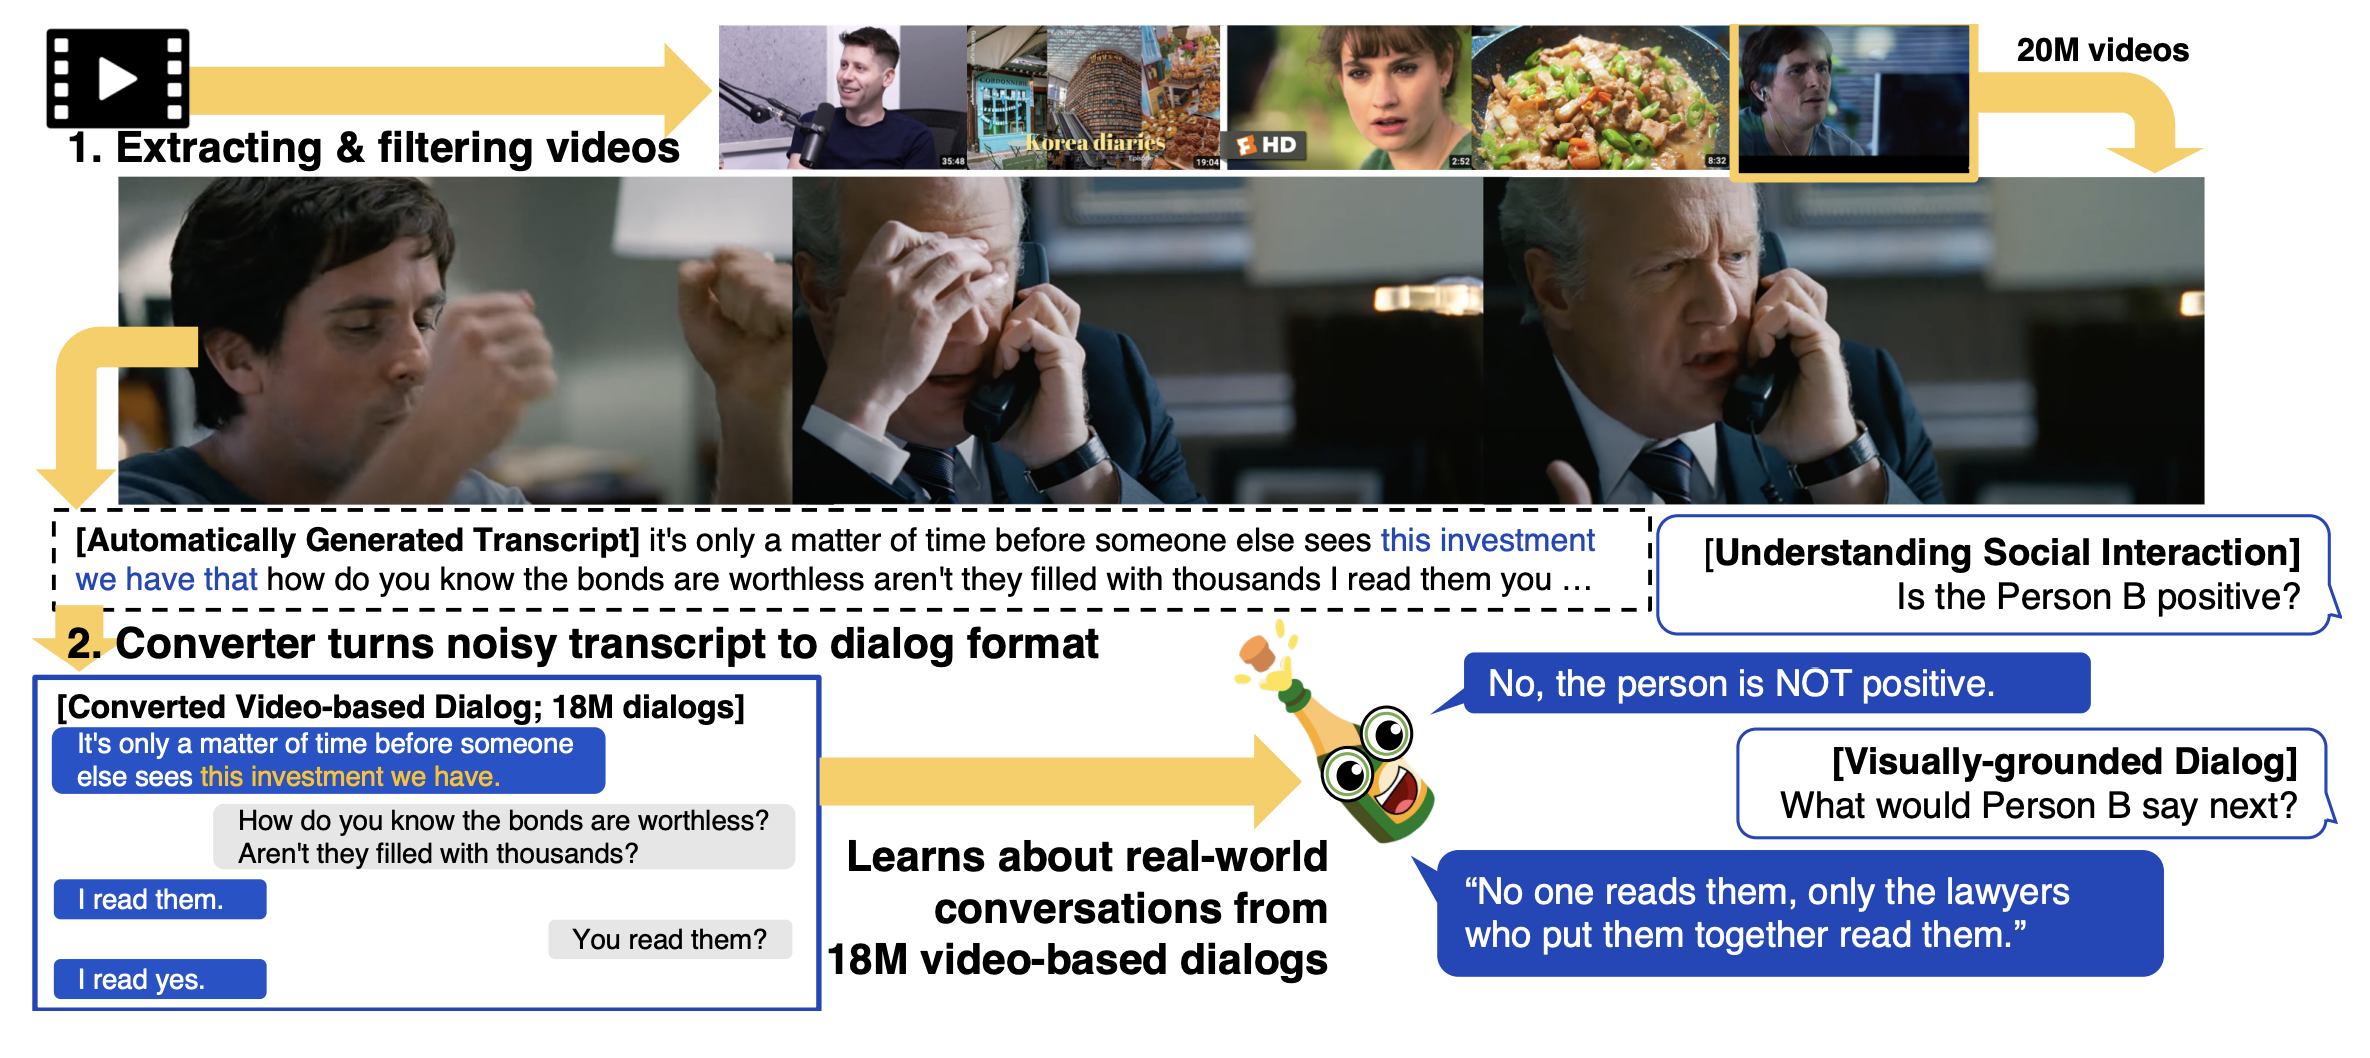 20M videos
1. Extracting & filtering videos
35:48
CORDONNERIE
Korea diaries
Episode
19:04
HD
2:52
8:32
[Automatically Generated Transcript] it's only a matter of time before someone else sees this investment
we have that how do you know the bonds are worthless aren't they filled with thousands I read them you ...
[Understanding Social Interaction]
Is the Person B positive?
2. Converter turns noisy transcript to dialog format
No, the person is NOT positive.
[Converted Video-based Dialog; 18M dialogs]
It's only a matter of time before someone
else sees this investment we have.
How do you know the bonds are worthless?
Aren't they filled with thousands?
I read them.
You read them?
I read yes.
Learns about real-world
conversations from
18M video-based dialogs
[Visually-grounded Dialog]
What would Person B say next?
“No one reads them, only the lawyers
who put them together read them.”